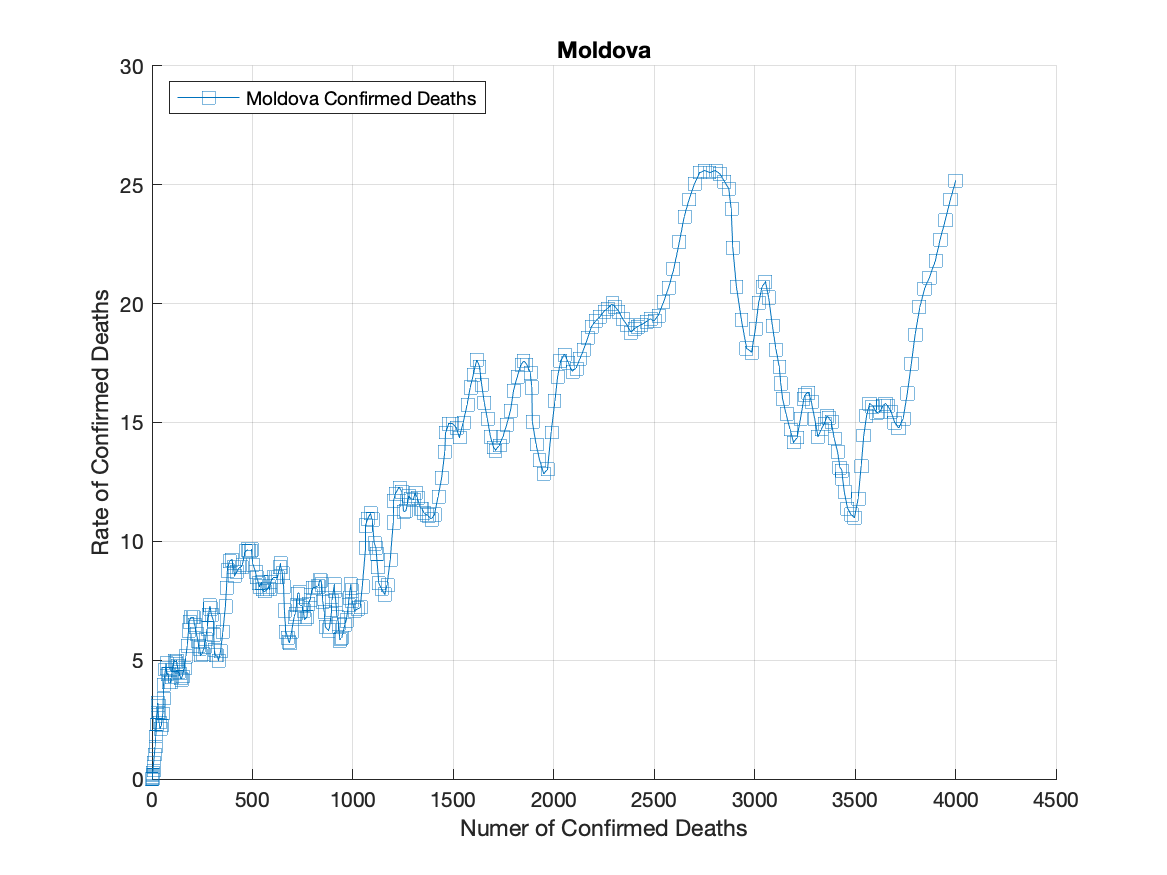 Moldova
Moldova Confirmed Deaths
30
25
20
15
10
5
0
Rate of Confirmed Deaths
0 500 1000 1500 2000 2500 3000 3500 4000 4500
Numer of Confirmed Deaths